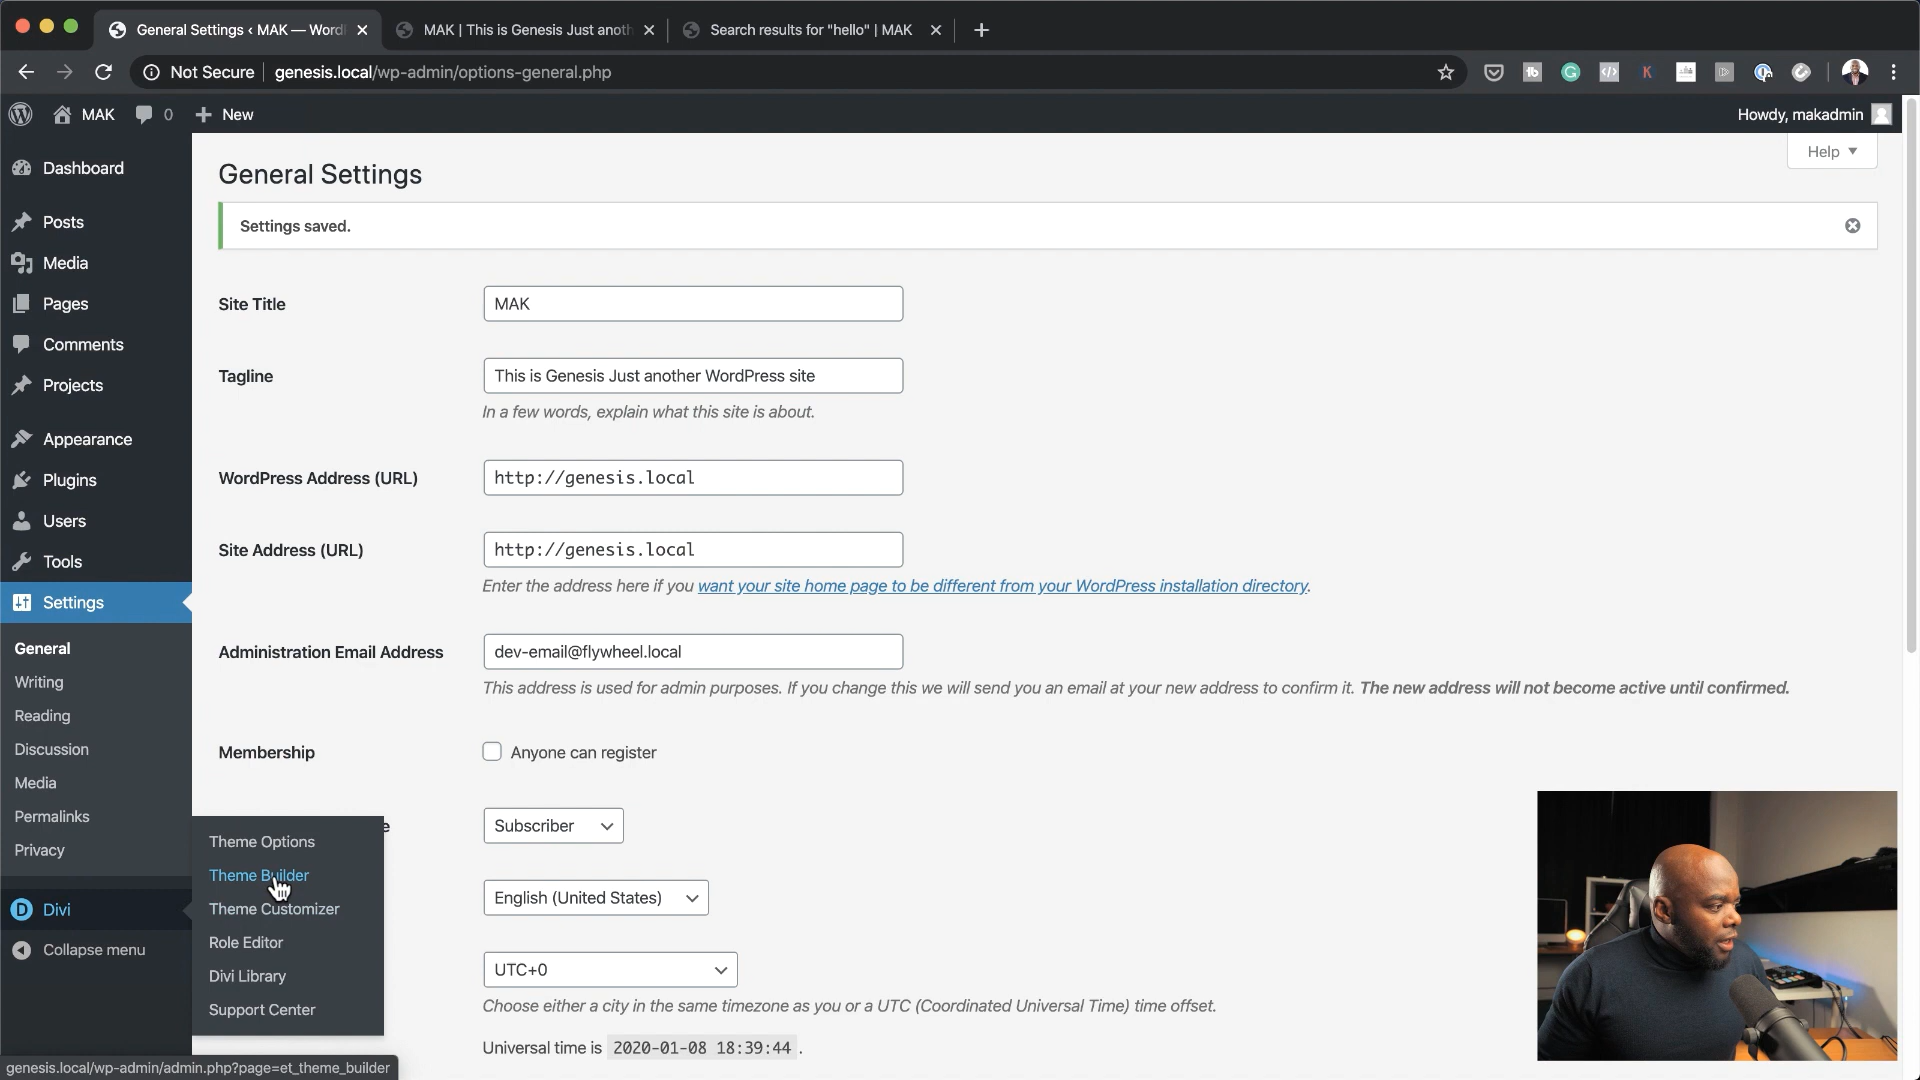 General Settings ‹ MAK — Word
MAK | This is Genesis Just anoth
Search results for "hello" | MAK
Not Secure
genesis.local/wp-admin/options-general.php
MAK
0
New
Howdy, makadmin
Help
Dashboard
Posts
Media
Pages
Comments
Projects
Appearance
Plugins
Users
Tools
Settings
General
Writing
Reading
Discussion
Media
Permalinks
Privacy
Divi
Collapse menu
Theme Options
Theme Builder
Theme Customizer
Role Editor
Divi Library
Support Center
General Settings
Settings saved.
Site Title
MAK
Tagline
This is Genesis Just another WordPress site
In a few words, explain what this site is about.
WordPress Address (URL)
http://genesis.local
Site Address (URL)
http://genesis.local
Enter the address here if you want your site home page to be different from your WordPress installation directory.
Administration Email Address
dev-email@flywheel.local
This address is used for admin purposes. If you change this we will send you an email at your new address to confirm it. The new address will not become active until confirmed.
Membership
Anyone can register
e
Subscriber
English (United States)
UTC+0
Choose either a city in the same timezone as you or a UTC (Coordinated Universal Time) time offset.
Universal time is 2020-01-08 18:39:44 .
genesis.local/wp-admin/admin.php?page=et_theme_builder